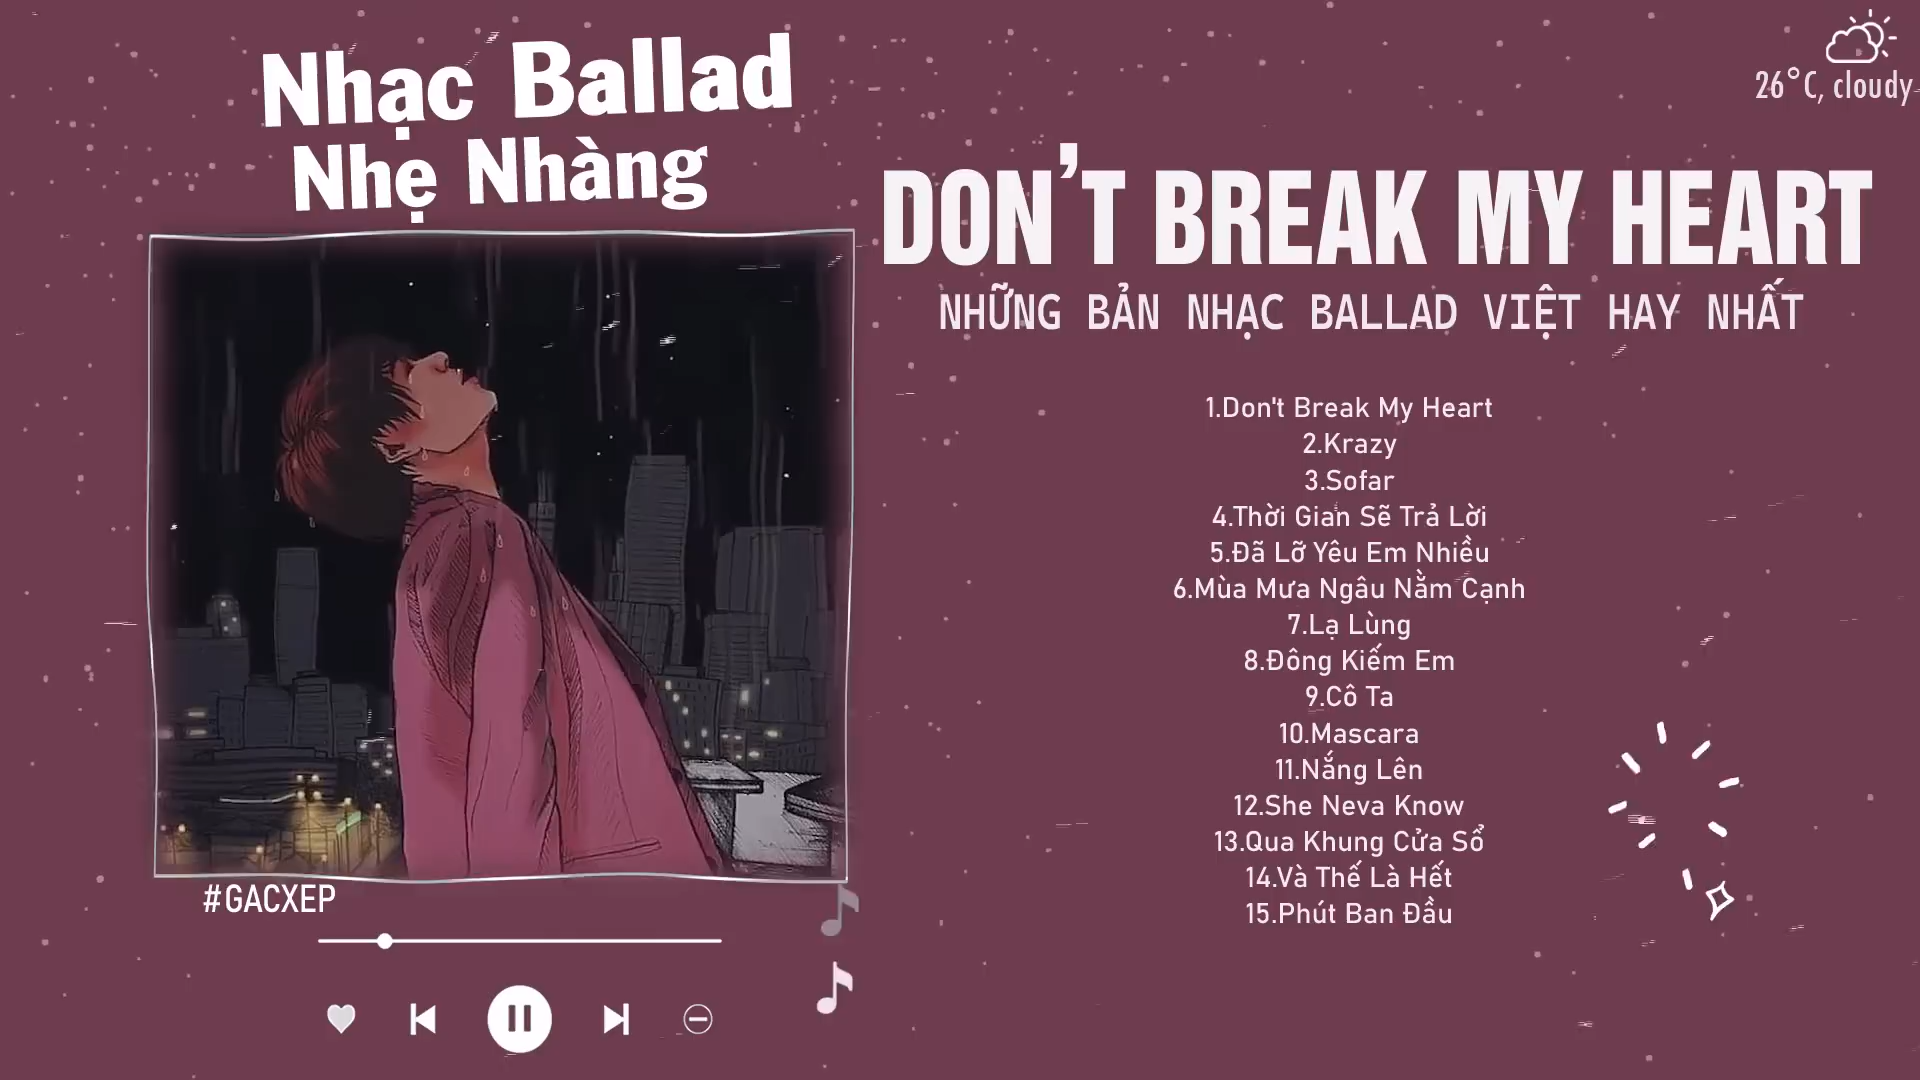 Nhạc Ballad
Nhẹ Nhàng
26°C, cloudy
DON'T BREAK MY HEART
NHỮNG BẢN NHẠC BALLAD VIỆT HAY NHẤT
1.Don't Break My Heart
2.Krazy
3.Sofar
4.Thời Gian Sẽ Trả Lời
5.Đã Lỡ Yêu Em Nhiều
6.Mùa Mưa Ngâu Nằm Cạnh
7.Lạ Lùng
8.Đông Kiếm Em
9.Cô Ta
10.Mascara
11.Nắng Lên
12.She Neva Know
13.Qua Khung Cửa Sổ
14.Và Thế Là Hết
15.Phút Ban Đầu
#GACXEP